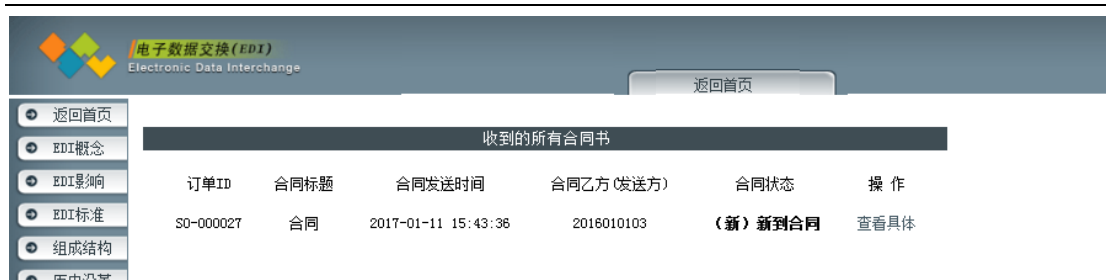 电子数据交换(EDI)
Electronic Data Interchange
返回首页
返回首页
EDI概念
EDI影响
EDI标准
组成结构
历史沿革
收到的所有合同书
订单ID 合同标题 合同发送时间 合同乙方(发送方) 合同状态 操 作
SO-000027 合同 2017-01-11 15:43:36 2016010103 (新)新到合同 查看具体